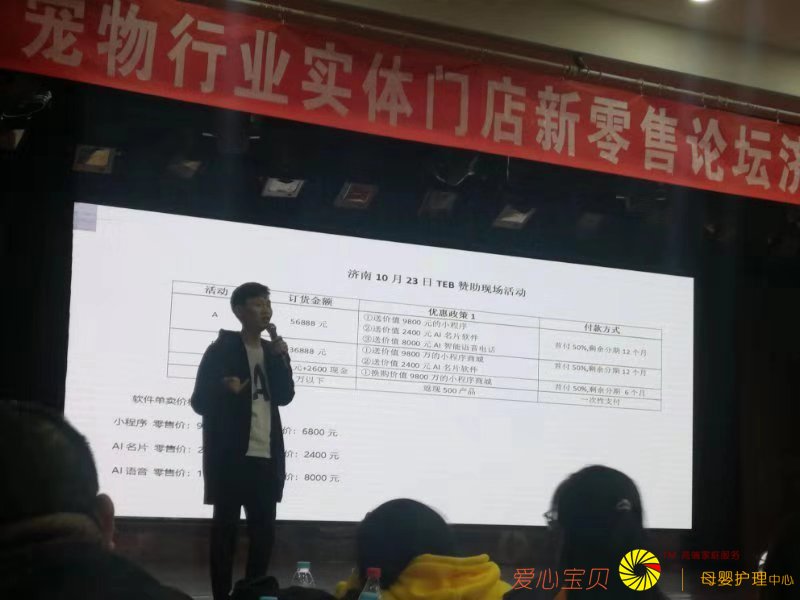 宠物行业实体门店新零售论坛济
济南 10 月 23 日 TEB 赞助现场活动
活动 订货金额 优惠政策 1 付款方式
A 56888 元 ①送价值 9800 元的小程序
②送价值 2400 元 AI 名片软件
③送价值 8000 元 AI 智能语音电话
首付 50%,剩余分期 12 个月
36888 元 ①送价值 9800 万的小程序商城
②送价值 2400 元 AI 名片软件
首付 50%,剩余分期 12 个月
元+2600 现金 ①换购价值 9800 万的小程序商城 首付 50%,剩余分期 6 个月
万以下 返现 500 产品 一次性支付
软件单卖价
小程序 零售价: 价: 6800 元
AI 名片 零售价: 价: 2400 元
AI 语音 零售价: 价: 8000 元
A
爱心宝贝 TM 高端家庭服务
母婴护理中心